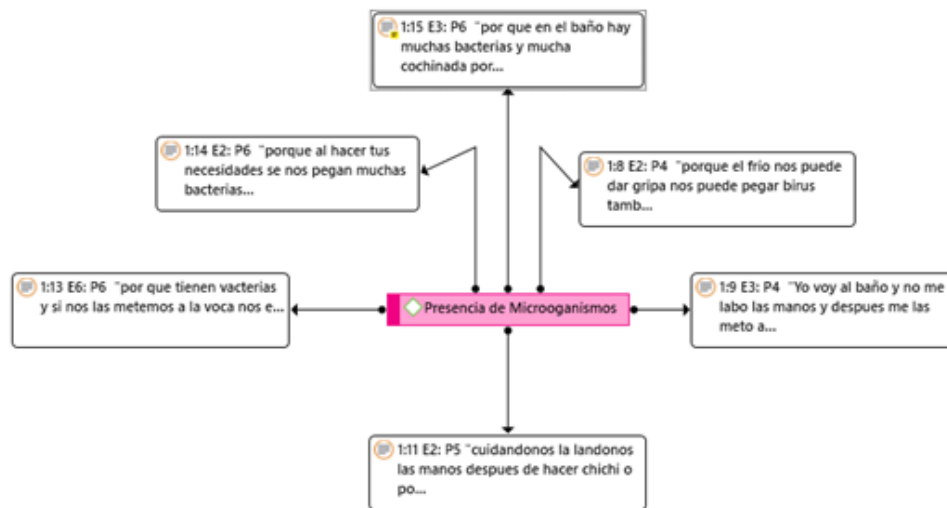 1:15 E3: P6 "por que en el baño hay
muchas bacterias y mucha
cochinada por...
1:14 E2: P6 "porque al hacer tus
necesidades se nos pegan muchas
bacterias...
1:8 E2: P4 "porque el frio nos puede
dar gripa nos puede pegar birus
tamb...
1:13 E6: P6 "por que tienen vacterias
y si nos las metemos a la voca nos e...
Presencia de Microoganismos
1:9 E3: P4 "Yo voy al baño y no me
labo las manos y despues me las
meto a...
1:11 E2: P5 "cuidandonos la landonos
las manos despues de hacer chichi o
po...